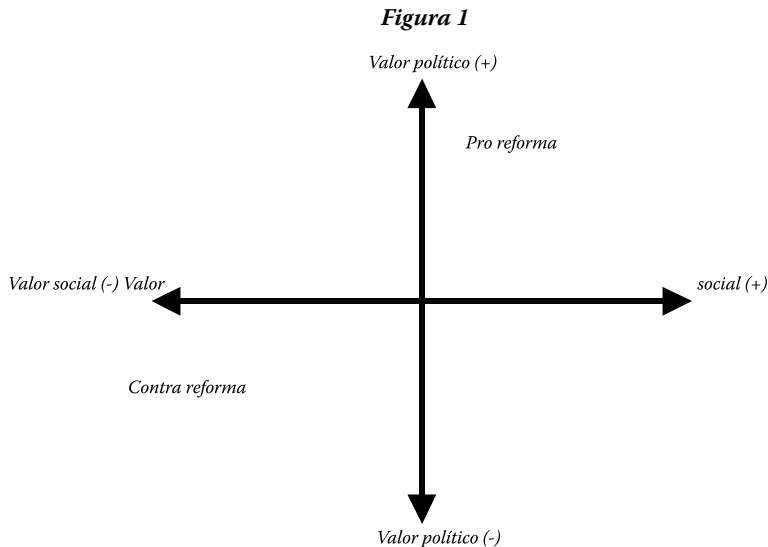 Figura 1
Valor político (+)
Pro reforma
Valor social (-) Valor
social (+)
Contra reforma
Valor político (-)